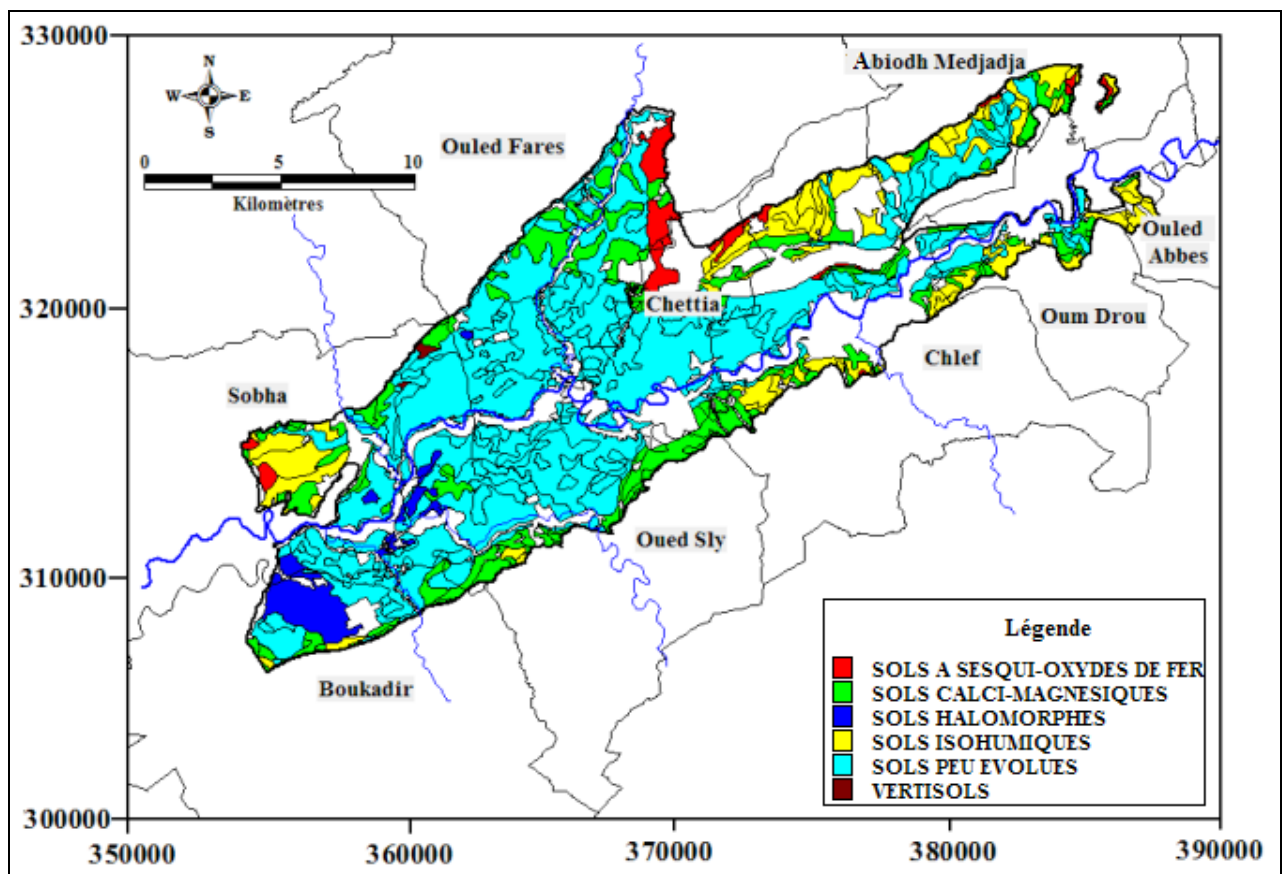 330000
Abiodh Medjadja
N
W E
S
Ouled Fares
0 5 10
Kilomètres
Ouled
Abbes
320000
Chettia
Oum Drou
Chlef
Sobha
Oued Sly
310000
Légende
SOLS A SESQUI-OXYDES DE FER
SOLS CALCI-MAGNESIQUES
Boukadir
SOLS HALOMORPHES
SOLS ISOHUMIQUES
SOLS PEU EVOLUES
VERTISOLS
300000
350000 360000 370000 380000 390000